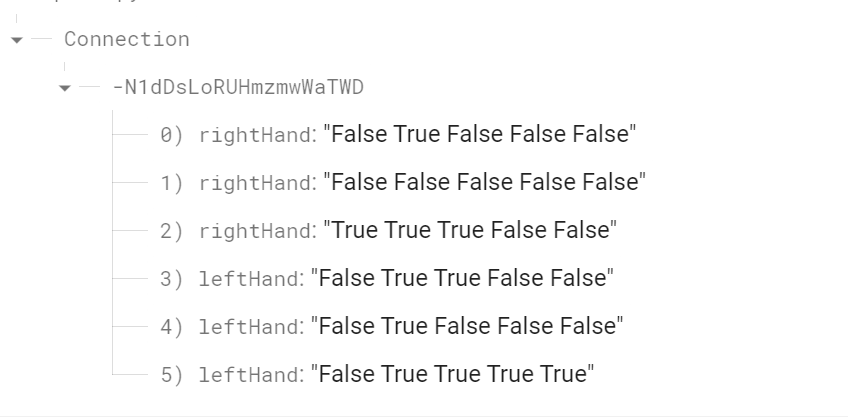 Connection
-N1dDsLoRUHmzmwWaTWD
0) rightHand: "False True False False False"
1) rightHand: "False False False False False"
2) rightHand: "True True True False False"
3) leftHand: "False True True False False"
4) leftHand: "False True False False False"
5) leftHand: "False True True True True"